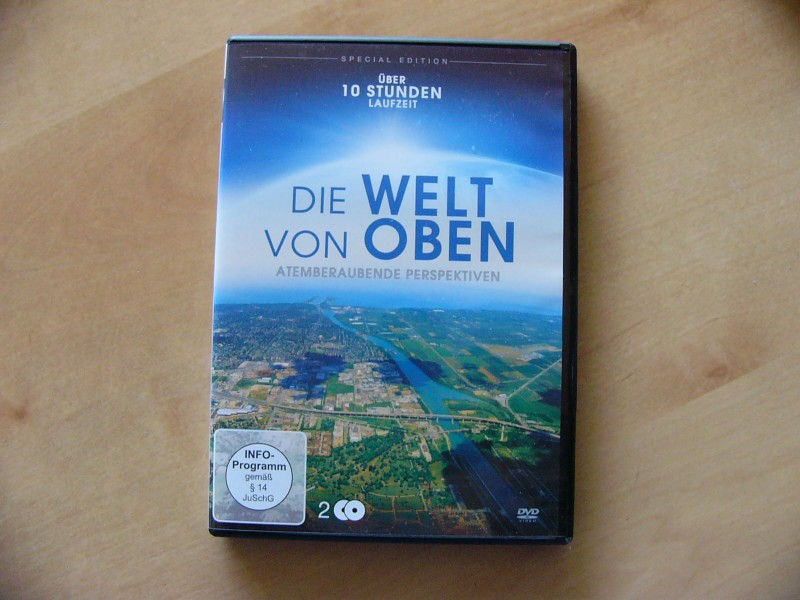 SPECIAL EDITION
ÜBER
10 STUNDEN
LAUFZEIT
DIE WELT
VON OBEN
ATEMBERAUBENDE PERSPEKTIVEN
INFO-
Programm
gemäß
§ 14
JuSchG
2
DVD
VIDEO